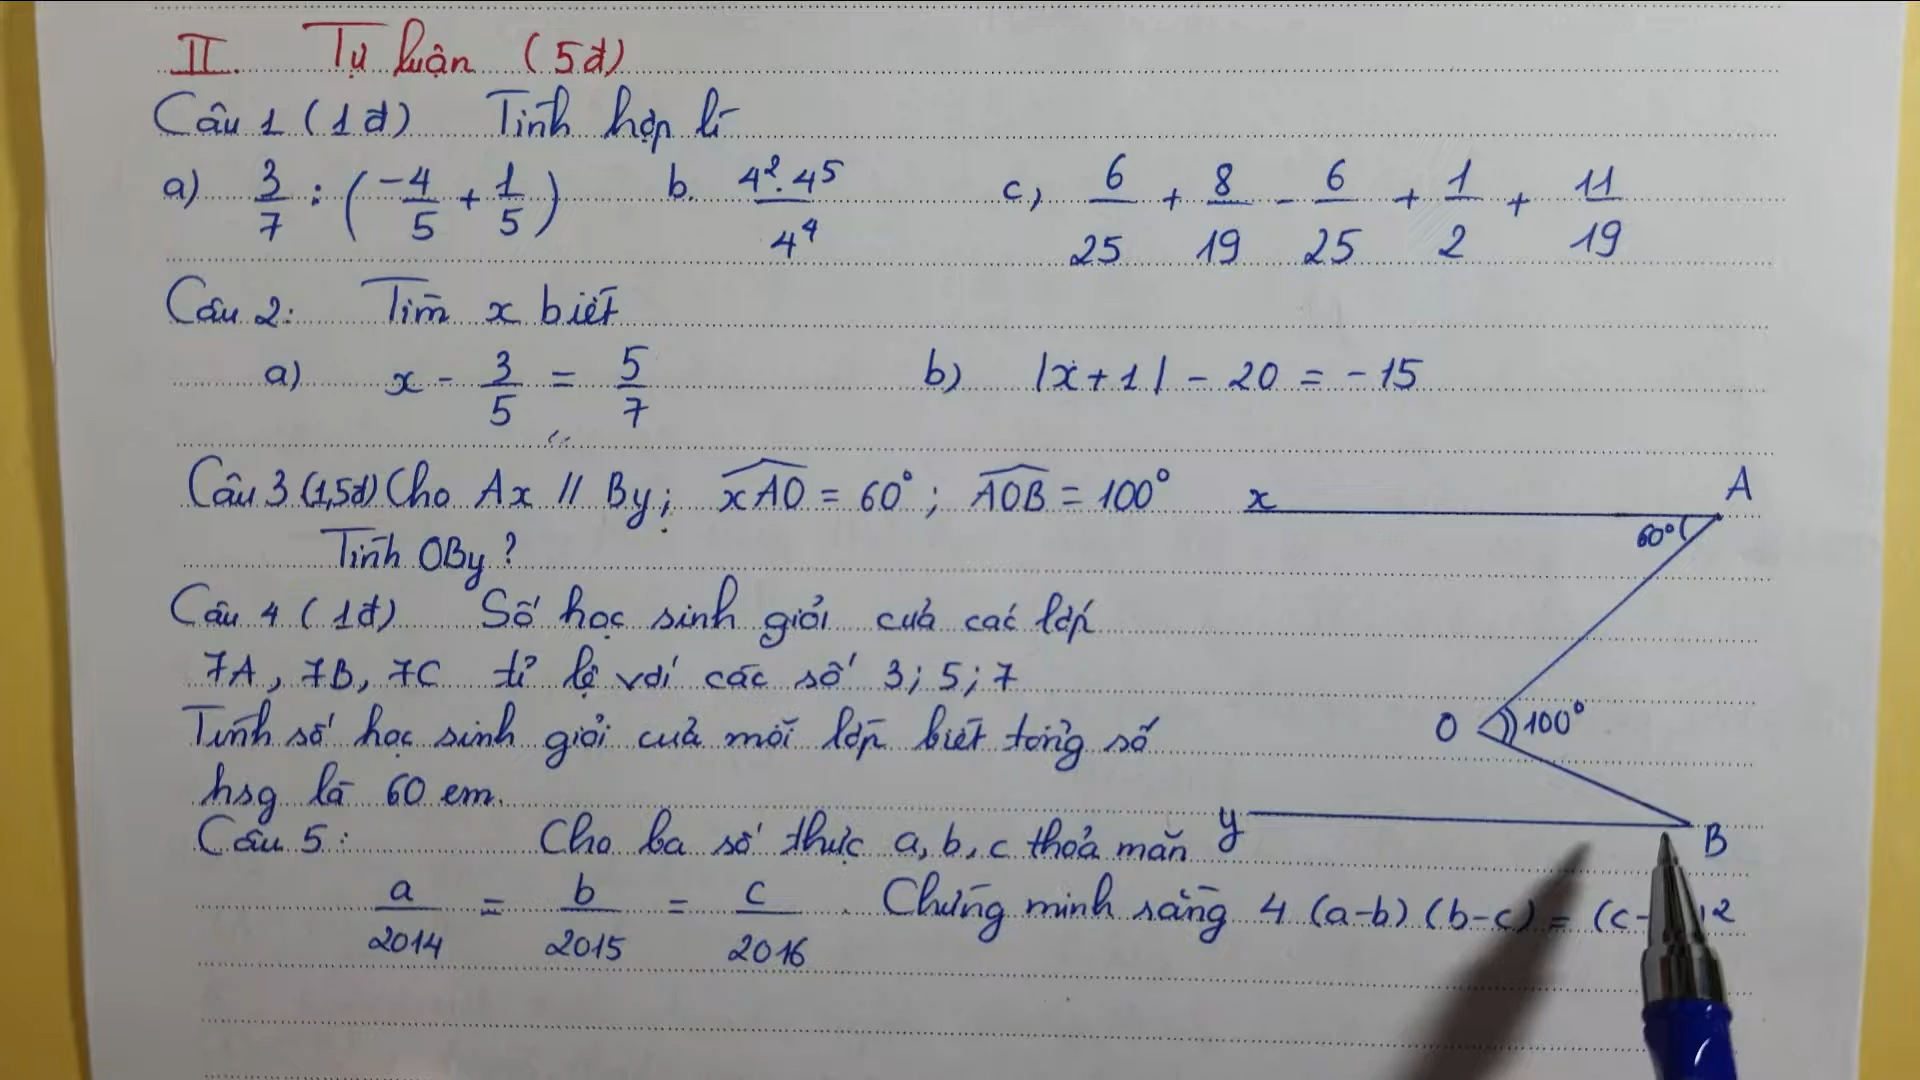 II. Tự luận (5đ)
Câu 1 (1đ) Tính hợp lí
a) 3/7 : (-4/5 + 1/5) b. 4².4⁵/4⁴ c, 6/25 + 8/19 - 6/25 + 1/2 + 11/19
Câu 2: Tìm x biết
a) x - 3/5 = 5/7 b) |x+1| - 20 = -15
Câu 3 (1,5đ) Cho Ax // By; xAO = 60°; AOB = 100°
Tính OBy?
Câu 4 (1đ) Số học sinh giỏi của các lớp
7A, 7B, 7C tỉ lệ với các số 3; 5; 7
Tính số học sinh giỏi của mỗi lớp biết tổng số
hsg là 60 em.
Câu 5: Cho ba số thực a, b, c thoả mãn
a/2014 = b/2015 = c/2016. Chứng minh rằng 4 (a-b) (b-c) = (c-
x A
60°
O 100°
y B